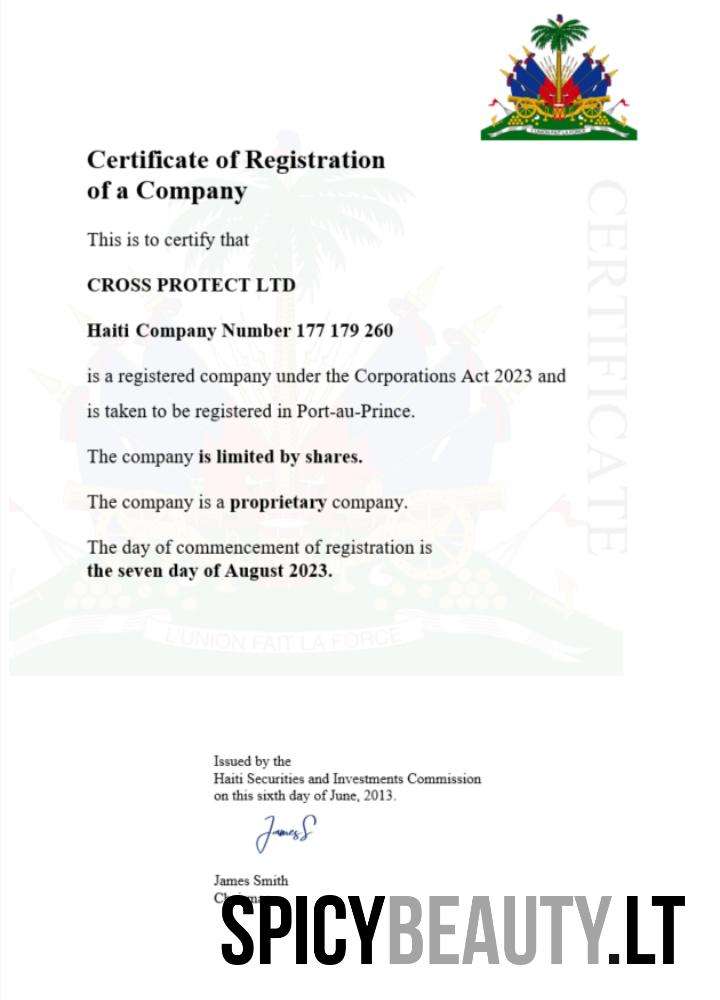 L'UNION FAIT LA FORCE
Certificate of Registration
of a Company
This is to certify that
CROSS PROTECT LTD
Haiti Company Number 177 179 260
is a registered company under the Corporations Act 2023 and
is taken to be registered in Port-au-Prince.
The company is limited by shares.
The company is a proprietary company.
The day of commencement of registration is
the seven day of August 2023.
CERTIFICATE
L'UNION FAIT LA FORCE
Issued by the
Haiti Securities and Investments Commission
on this sixth day of June, 2013.
JamesS
James Smith
SPICYBEAUTY.LT